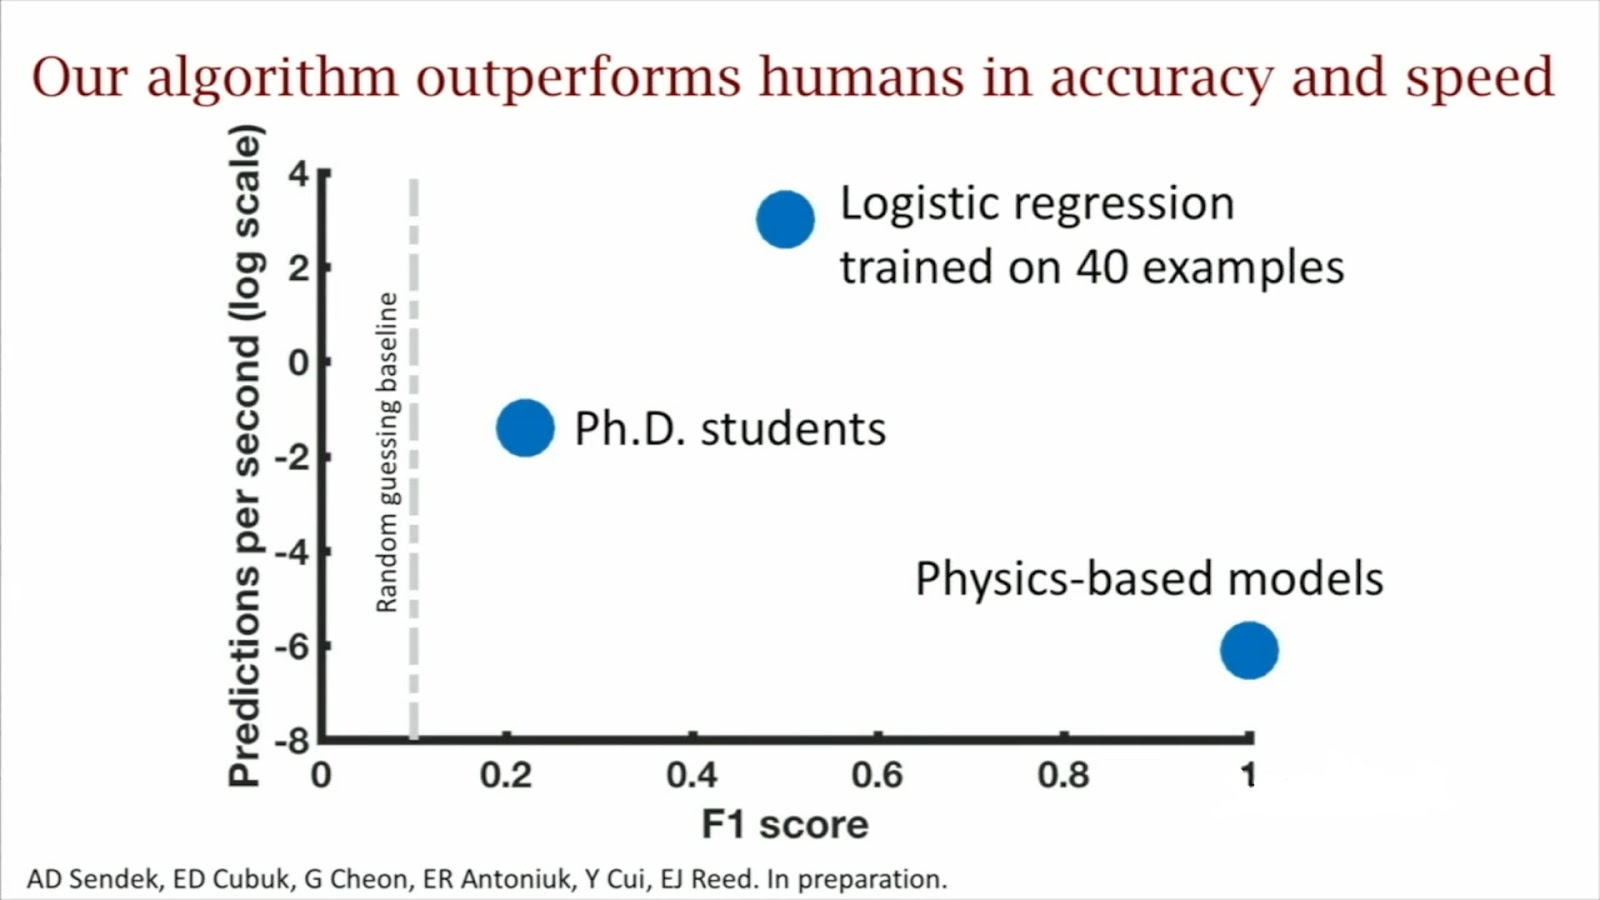 Our algorithm outperforms humans in accuracy and speed
Predictions per second (log scale)
4
2
0
-2
-4
-6
-8
Random guessing baseline
Logistic regression
trained on 40 examples
Ph.D. students
Physics-based models
0 0.2 0.4 0.6 0.8 1
F1 score
AD Sendek, ED Cubuk, G Cheon, ER Antoniuk, Y Cui, EJ Reed. In preparation.